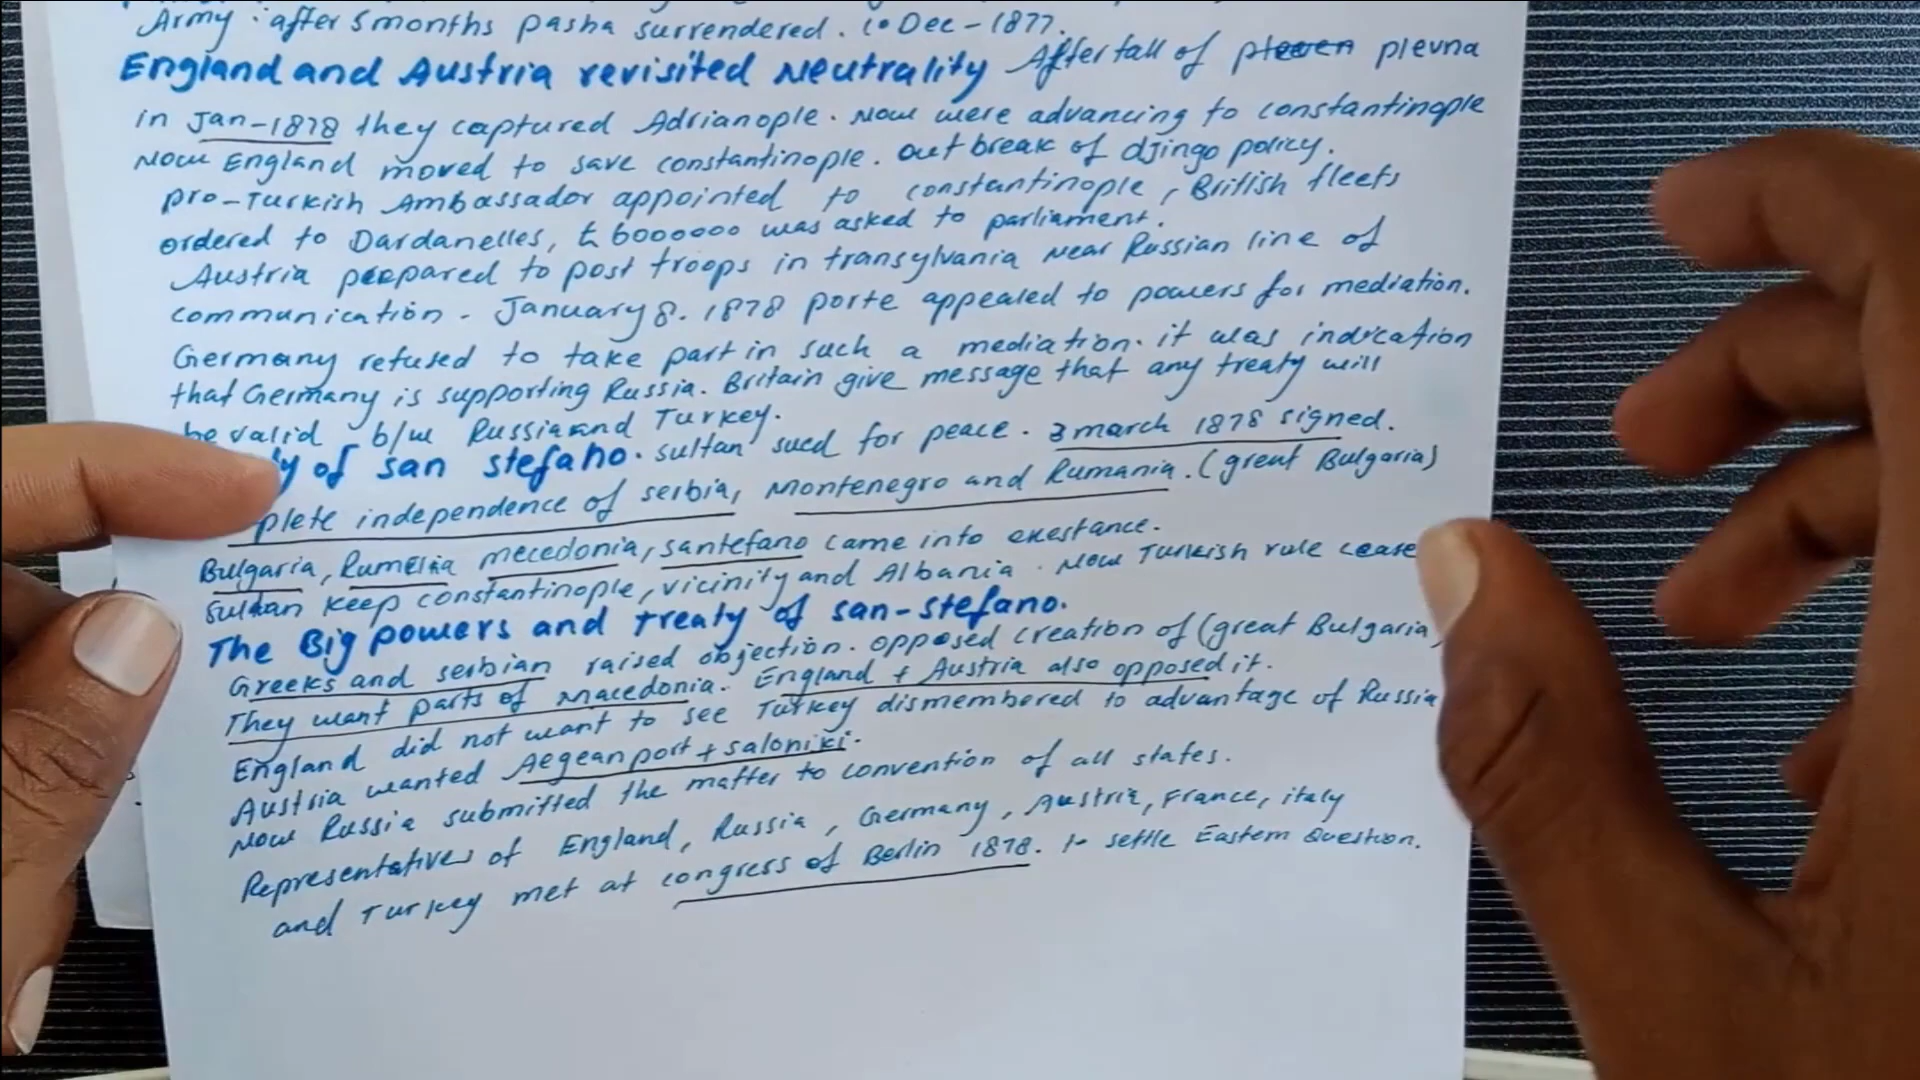 Army : after 5 months pasha surrendered. 10 Dec - 1877.
England and Austria revisited Neutrality After fall of pleven plevna
in Jan-1878 they captured Adrianople. Now were advancing to constantinople
Now England moved to save constantinople. out break of djingo policy.
pro-Turkish Ambassador appointed to constantinople, British fleets
ordered to Dardanelles, £ 6000000 was asked to parliament.
Austria prepared to post troops in transylvania near Russian line of
communication - January 8. 1878 porte appealed to powers for mediation.
Germany refused to take part in such a mediation. it was indication
that Germany is supporting Russia. Britain give message that any treaty will
be valid b/w Russia and Turkey.
y of san stefano. sultan sued for peace. 3 march 1878 signed.
plete independence of serbia, Montenegro and Rumania. (great Bulgaria)
Bulgaria, Rumelia mecedonia, santefano came into exestance.
Sultan keep constantinople, vicinity and Albania. Now Turkish rule cease
The Big powers and treaty of san-stefano.
Greeks and serbian raised objection. opposed creation of (great Bulgaria)
They want parts of Macedonia. England + Austria also opposed it.
England did not want to see Turkey dismembered to advantage of Russia
Austria wanted Aegean port + saloniki.
Now Russia submitted the matter to convention of all states.
Representatives of England, Russia, Germany, Austria, France, italy
and Turkey met at congress of Berlin 1878. to settle Eastern Question.